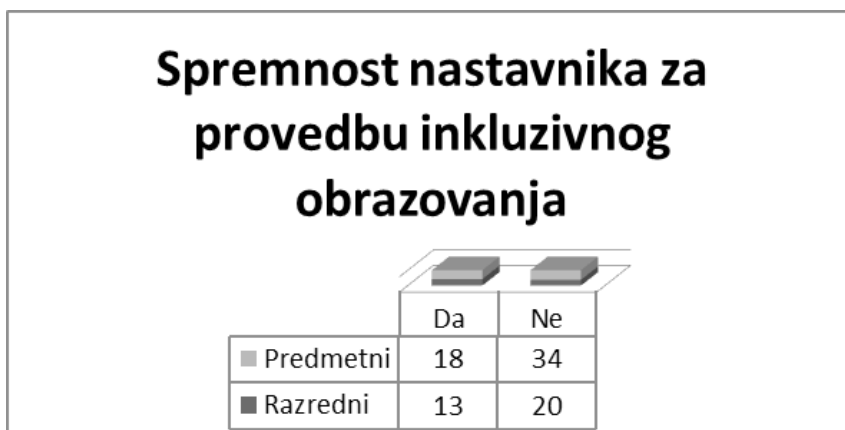 Spremnost nastavnika za
provedbu inkluzivnog
obrazovanja
Da Ne
Predmetni 18 34
Razredni 13 20